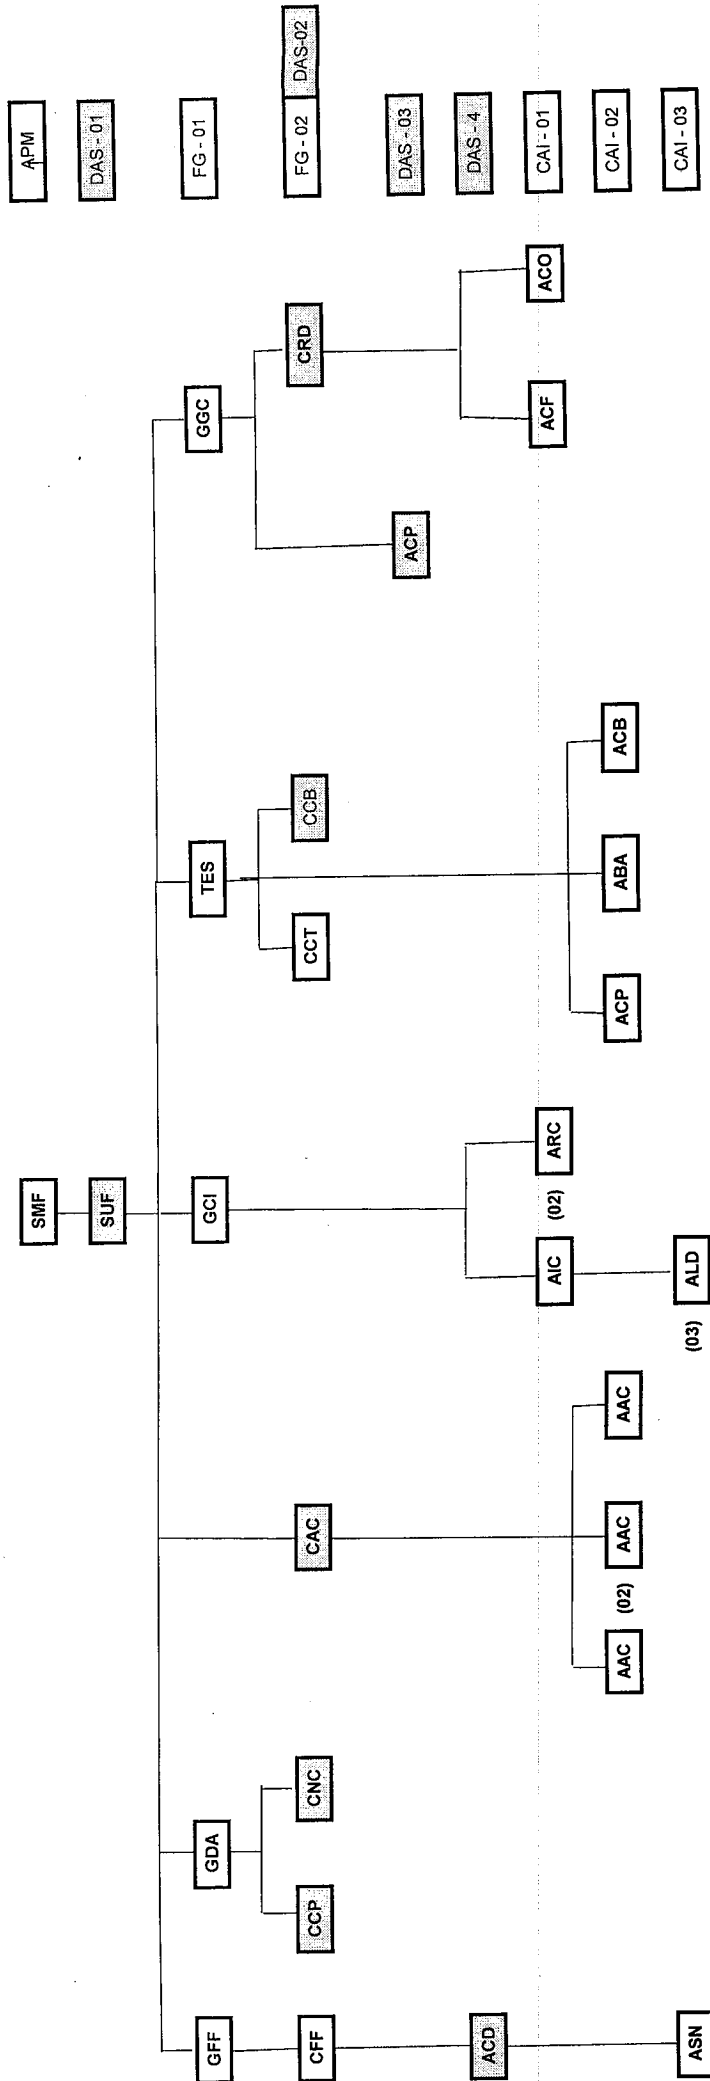 APM
DAS - 01
FG - 01
FG - 02
DAS-02
DAS - 03
DAS - 4
CAI - 01
CAI - 02
CAI - 03
SMF
SUF
GFF
GDA
GCI
TES
GGC
CFF
CCP
CNC
CAC
CCT
CCB
CRD
ACP
ACD
AIC
(02)
ARC
ACF
ACO
AAC
(02)
AAC
AAC
ACP
ABA
ACB
ASN
(03)
ALD